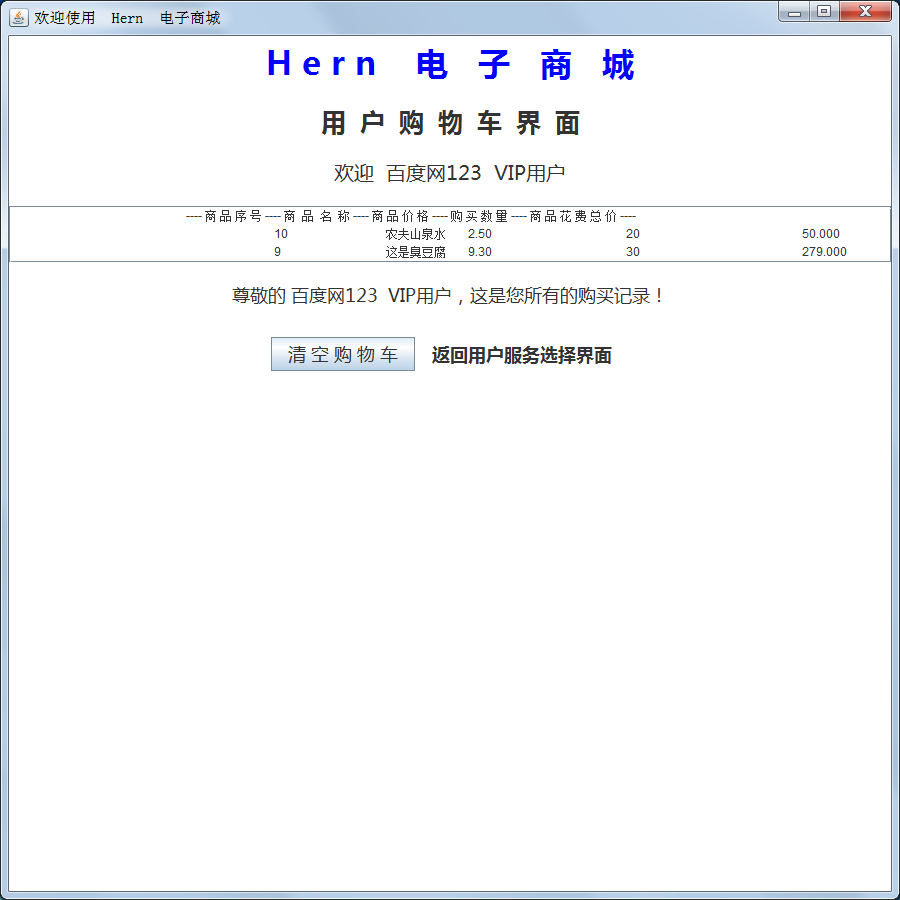 欢迎使用 Hern 电子商城
Hern 电 子 商 城
用 户 购 物 车 界 面
欢迎 百度网123 VIP用户
----商品序号----商 品 名 称----商品价格----购买数量----商品花费总价----
10 农夫山泉水 2.50 20 50.000
9 这是臭豆腐 9.30 30 279.000
尊敬的 百度网123 VIP用户，这是您所有的购买记录！
清 空 购 物 车 返回用户服务选择界面